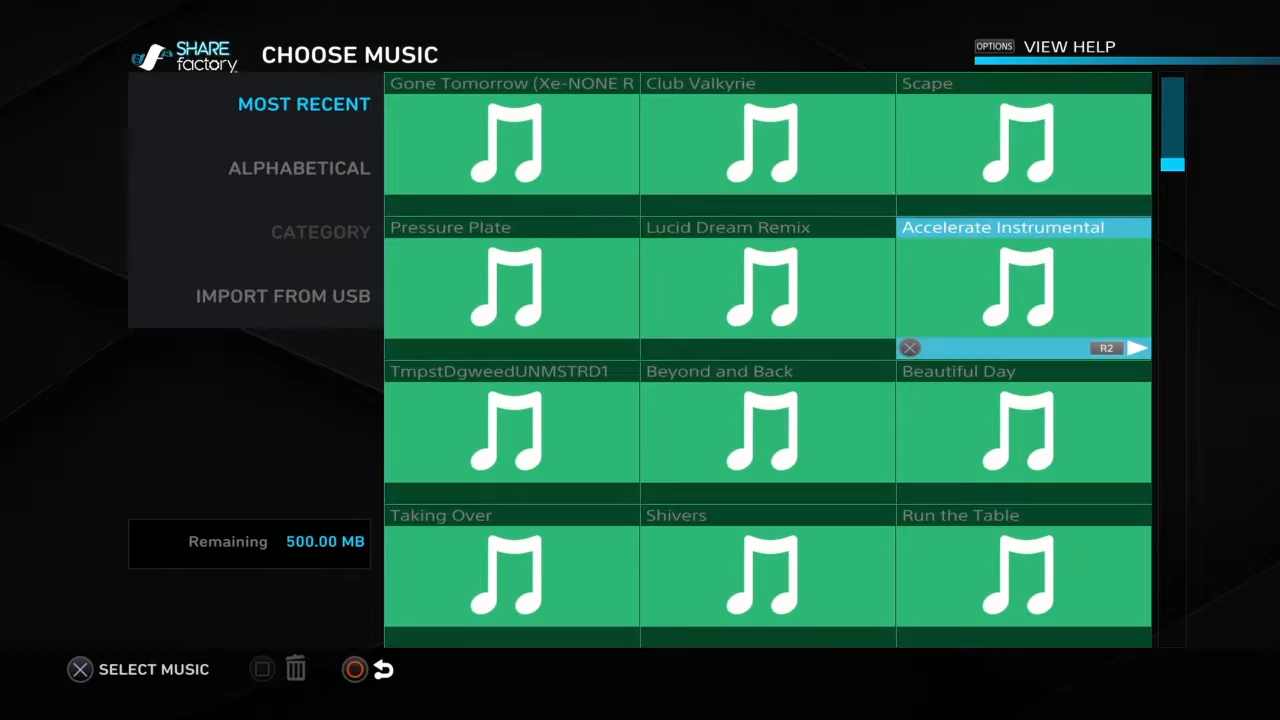 SHARE
factory™
CHOOSE MUSIC
OPTIONS VIEW HELP
MOST RECENT
ALPHABETICAL
CATEGORY
IMPORT FROM USB
Remaining 500.00 MB
Gone Tomorrow (Xe-NONE R
Club Valkyrie
Scape
Pressure Plate
Lucid Dream Remix
Accelerate Instrumental
R2
TmpstDgweedUNMSTRD1
Beyond and Back
Beautiful Day
Taking Over
Shivers
Run the Table
SELECT MUSIC